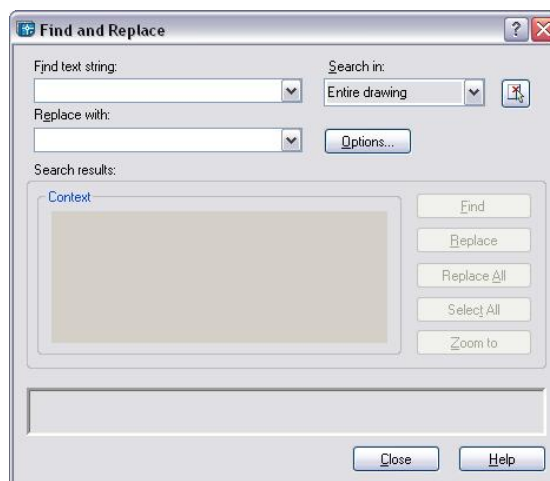 Find and Replace
Find text string:
Search in:
Entire drawing
Replace with:
Options...
Search results:
Context
Find
Replace
Replace All
Select All
Zoom to
Close
Help